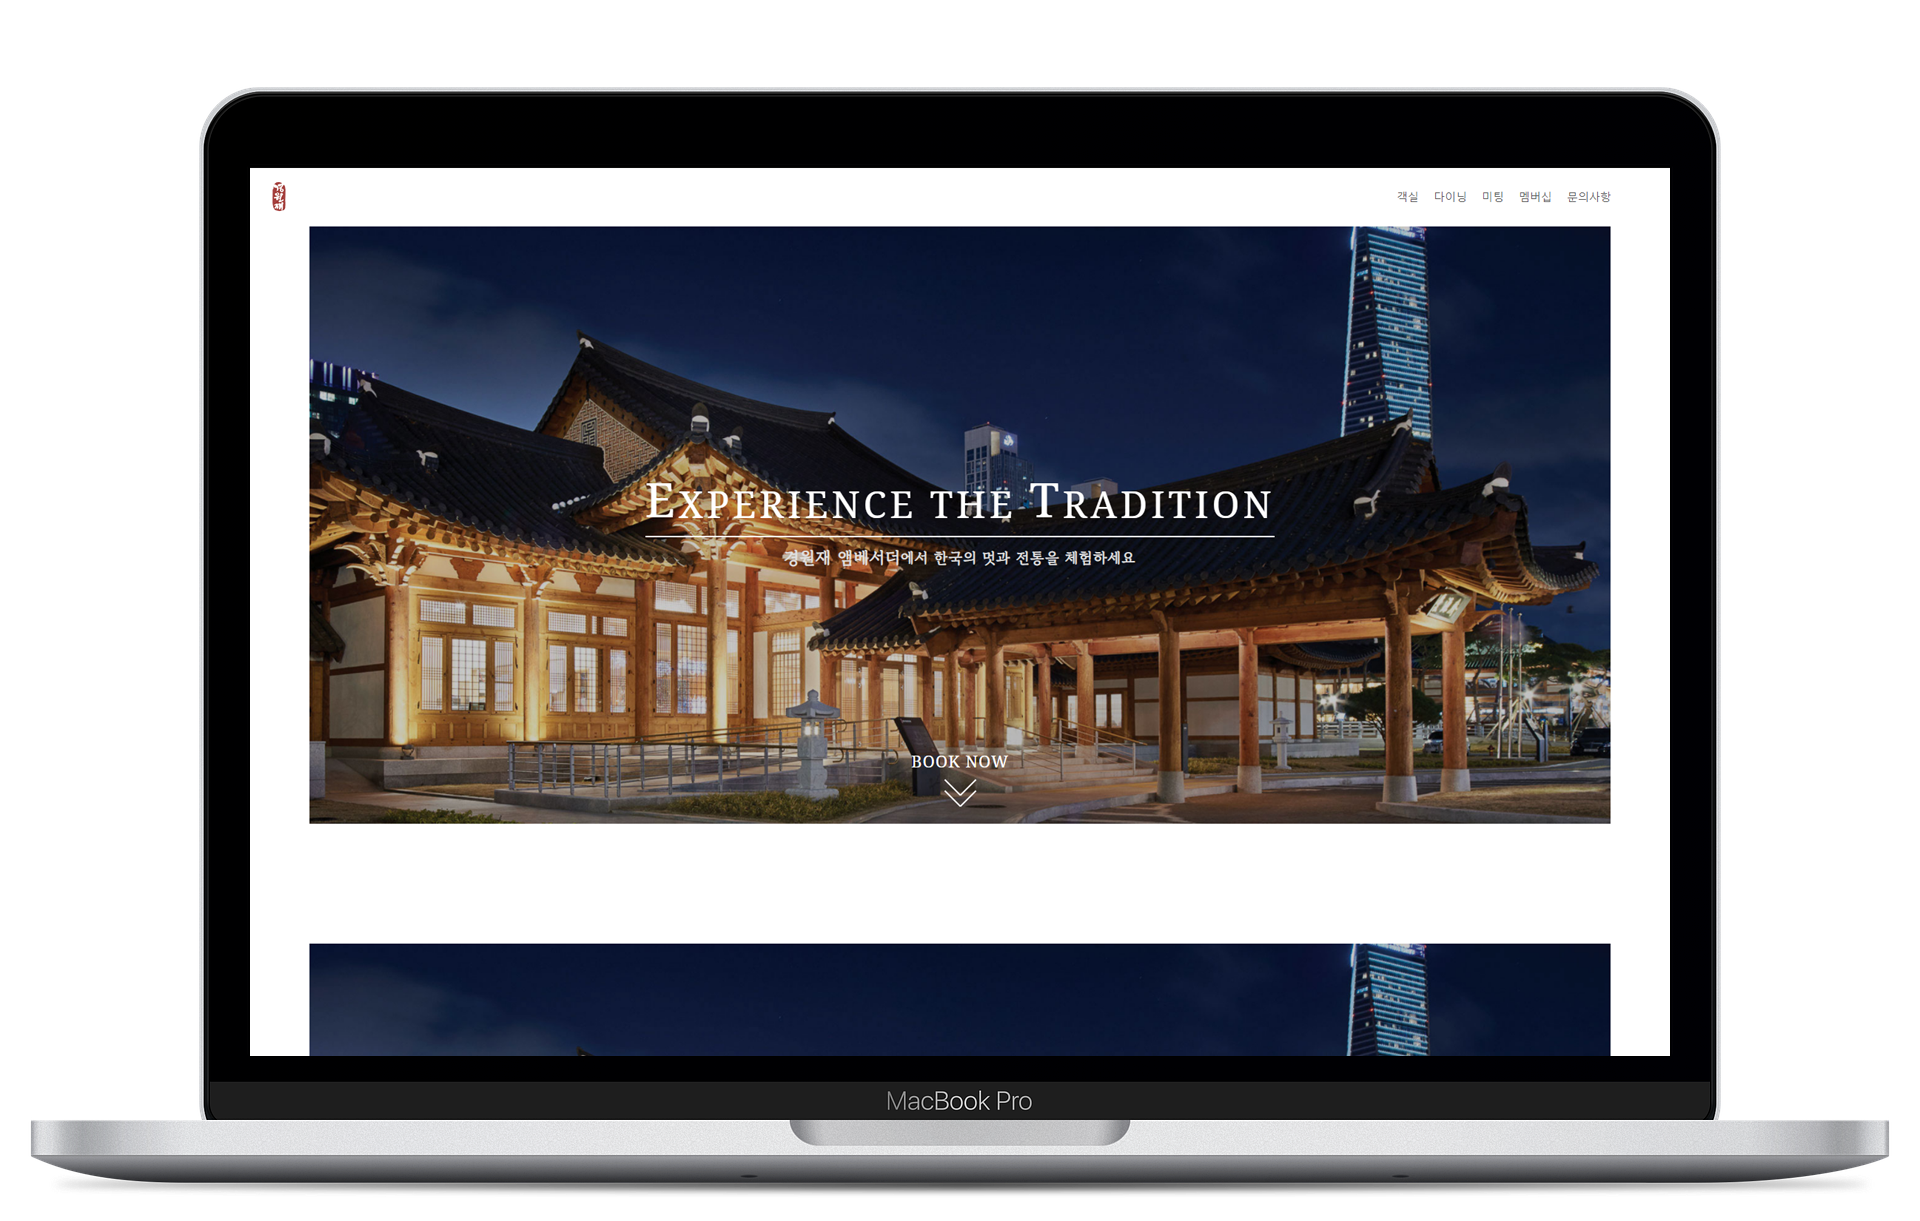 객실 다이닝 미팅 멤버십 문의사항
EXPERIENCE THE TRADITION
경원재 앰베서더에서 한국의 멋과 전통을 체험하세요
BOOK NOW
MacBook Pro